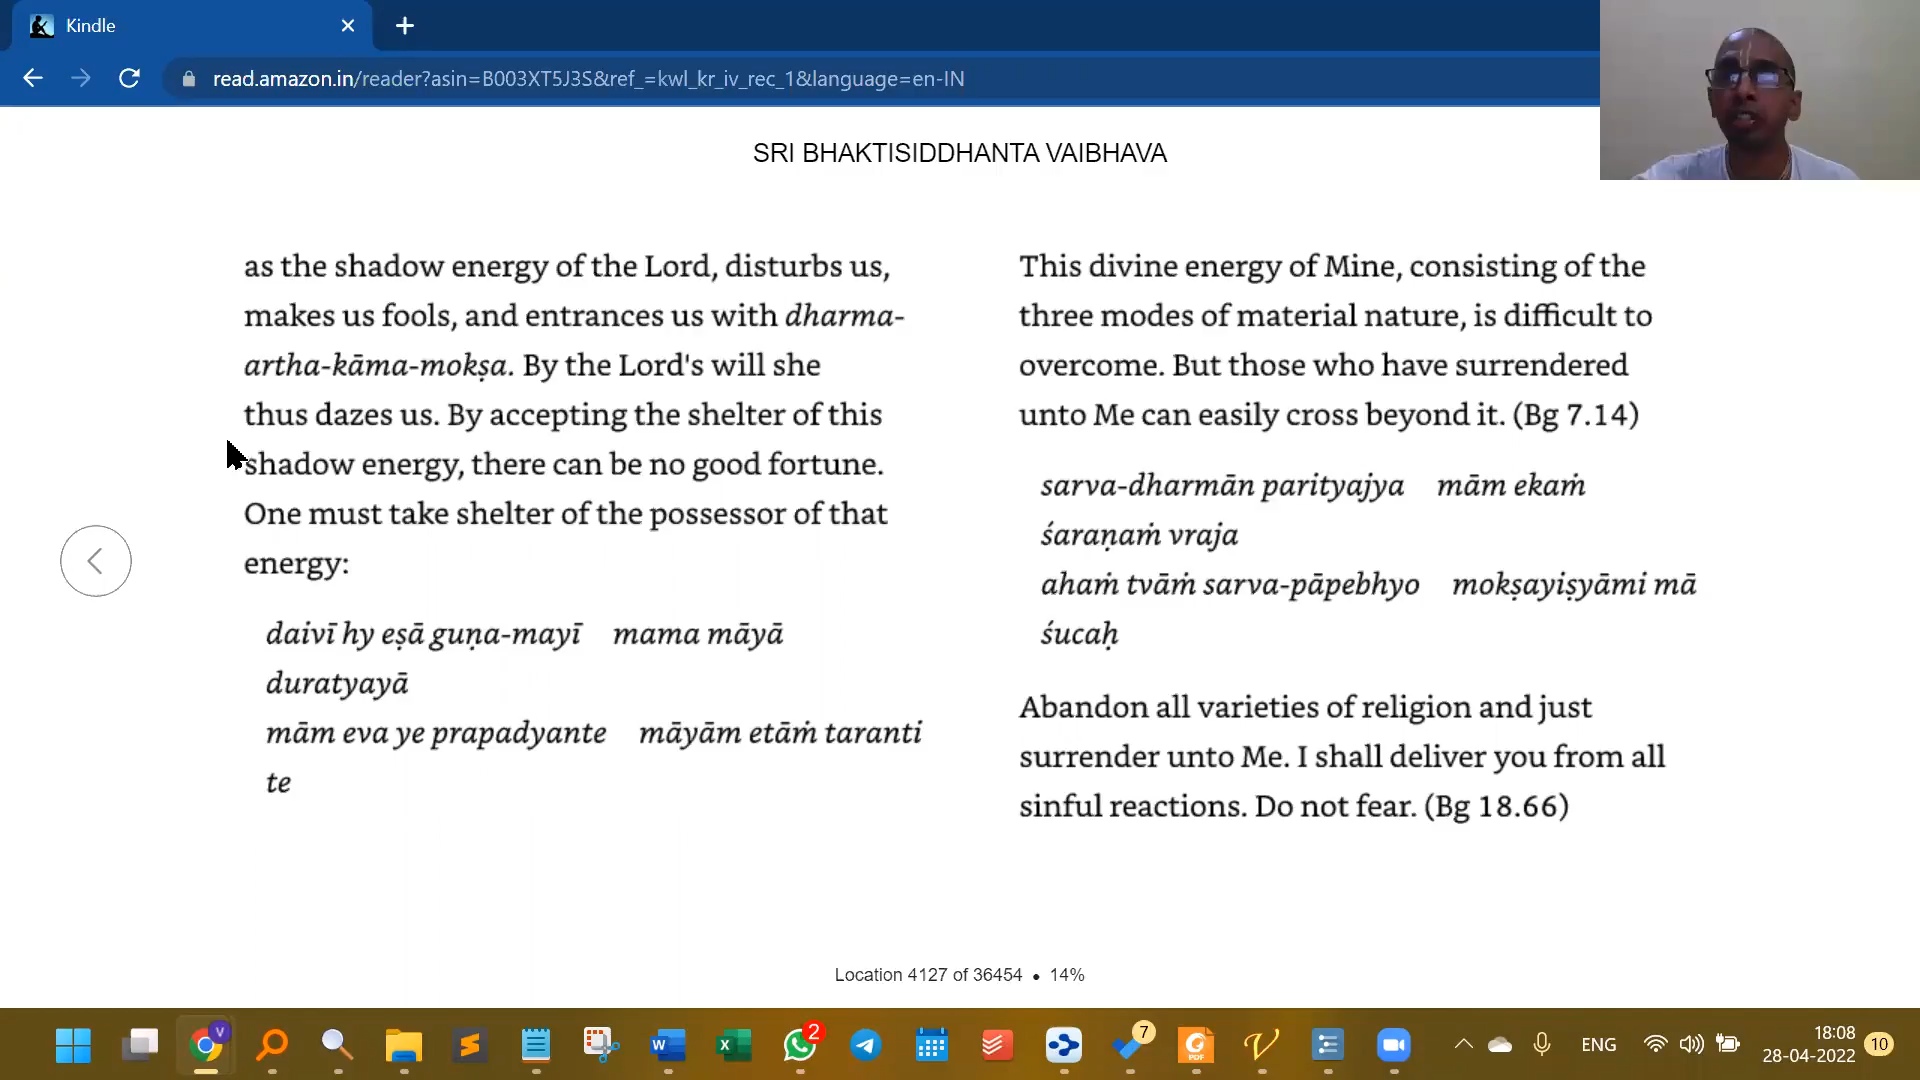 Kindle
read.amazon.in/reader?asin=B003XT5J3S&ref_=kwl_kr_iv_rec_1&language=en-IN
SRI BHAKTISIDDHANTA VAIBHAVA
as the shadow energy of the Lord, disturbs us,
makes us fools, and entrances us with dharma-
artha-kāma-mokṣa. By the Lord's will she
thus dazes us. By accepting the shelter of this
shadow energy, there can be no good fortune.
One must take shelter of the possessor of that
energy:
daivī hy eṣā guṇa-mayī mama māyā
duratyayā
mām eva ye prapadyante māyām etāṁ taranti
te
This divine energy of Mine, consisting of the
three modes of material nature, is difficult to
overcome. But those who have surrendered
unto Me can easily cross beyond it. (Bg 7.14)
sarva-dharmān parityajya mām ekaṁ
śaraṇaṁ vraja
ahaṁ tvāṁ sarva-pāpebhyo mokṣayiṣyāmi mā
śucaḥ
Abandon all varieties of religion and just
surrender unto Me. I shall deliver you from all
sinful reactions. Do not fear. (Bg 18.66)
Location 4127 of 36454 • 14%
V
W
X
2
7
PDF
V
ENG
18:08
28-04-2022
10